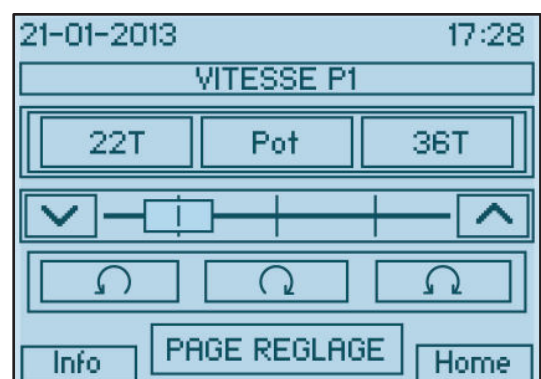 21-01-2013 17:28
VITESSE P1
22T Pot 36T
PAGE REGLAGE
Info Home